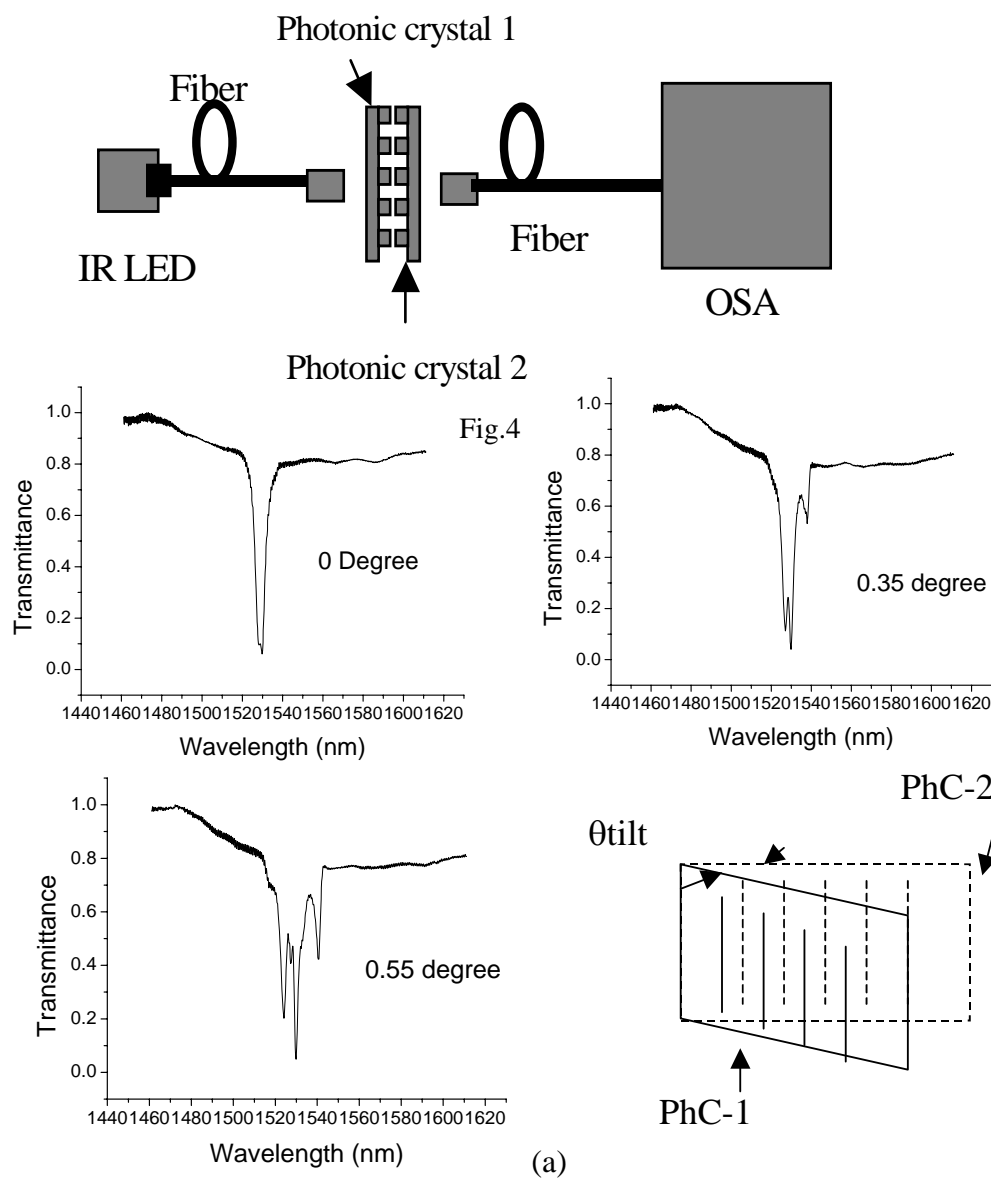 Photonic crystal 1
Fiber
IR LED
Fiber
OSA
Photonic crystal 2
Fig.4
1.0
0.8
0.6
0.4
0.2
0.0
Transmittance
0 Degree
1440 1460 1480 1500 1520 1540 1560 1580 1600 1620
Wavelength (nm)
1.0
0.8
0.6
0.4
0.2
0.0
Transmittance
0.35 degree
1440 1460 1480 1500 1520 1540 1560 1580 1600 1620
Wavelength (nm)
1.0
0.8
0.6
0.4
0.2
0.0
Transmittance
0.55 degree
1440 1460 1480 1500 1520 1540 1560 1580 1600 1620
Wavelength (nm)
PhC-2
θtilt
PhC-1
(a)